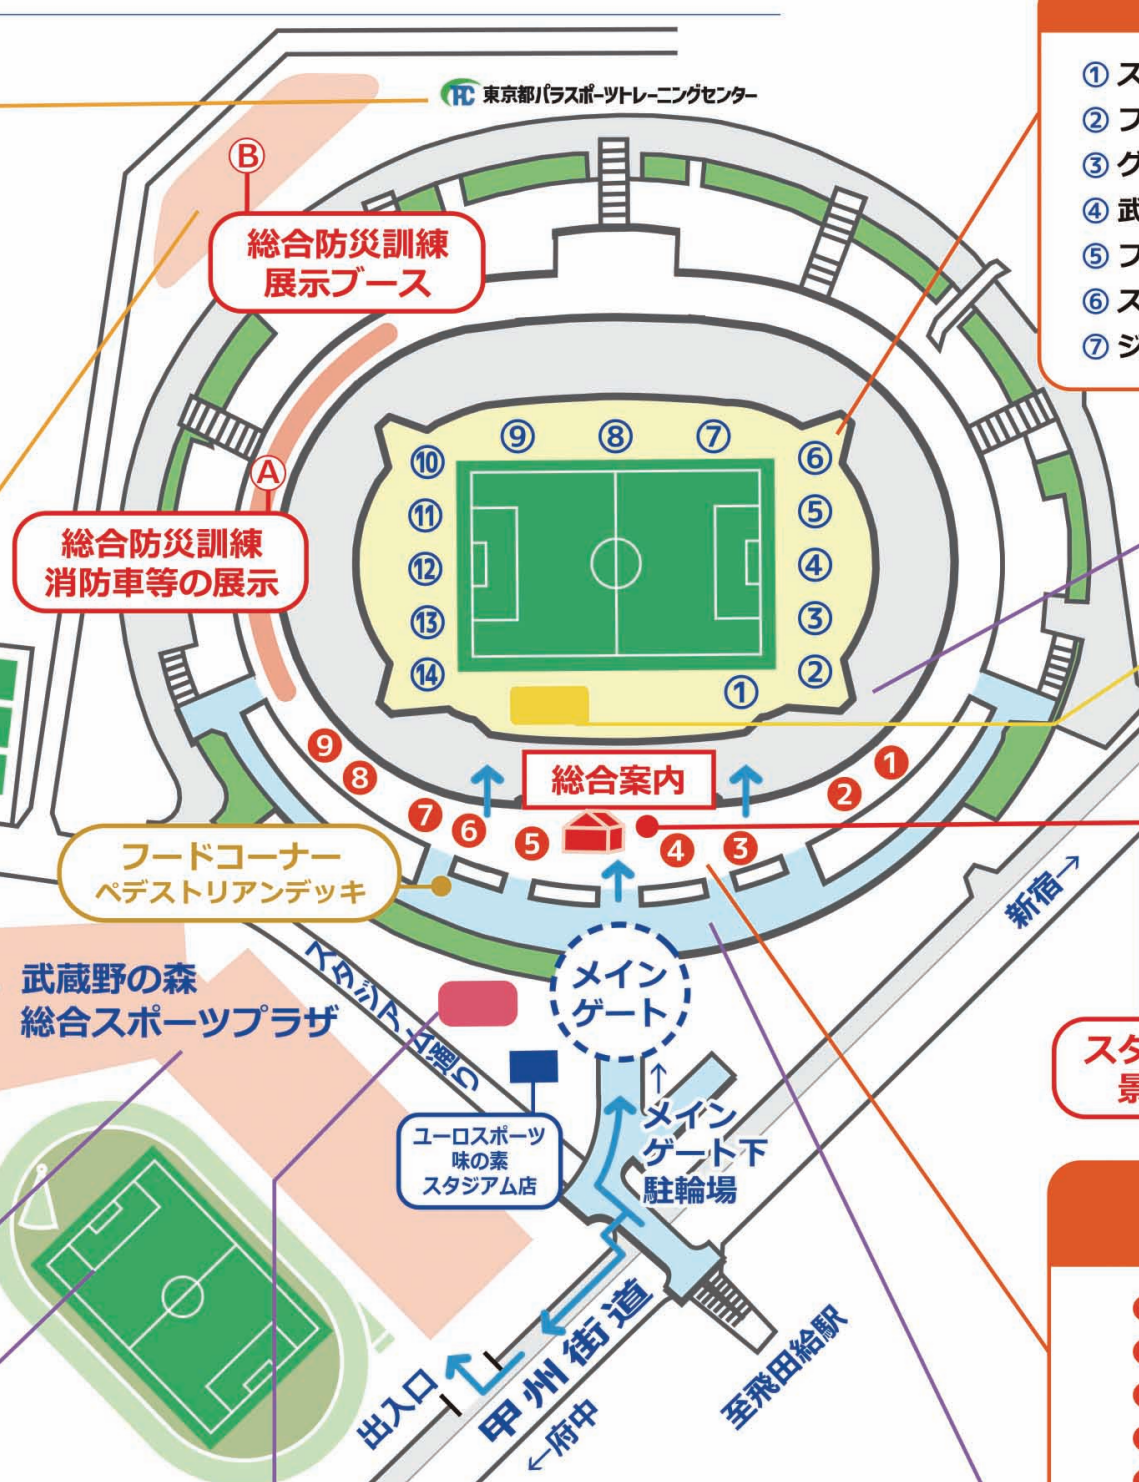 TPC 東京都パラスポーツトレーニングセンター
① ス
② フ
③ グ
④ 武
⑤ フ
⑥ ス
⑦ ジ
B
総合防災訓練
展示ブース
A
総合防災訓練
消防車等の展示
⑨ ⑧ ⑦
⑩ ⑥
⑪ ⑤
⑫ ④
⑬ ③
⑭ ②
①
総合案内
❾ ❽ ❼ ❻ ❺ ❹ ❸ ❷ ❶
フードコーナー
ペデストリアンデッキ
メイン
ゲート
新宿→
武蔵野の森
総合スポーツプラザ
スタジアム通り
ユーロスポーツ
味の素
スタジアム店
↑
メイン
ゲート下
駐輪場
スタ
景
甲州街道
出入口
←府中
至飛田給駅